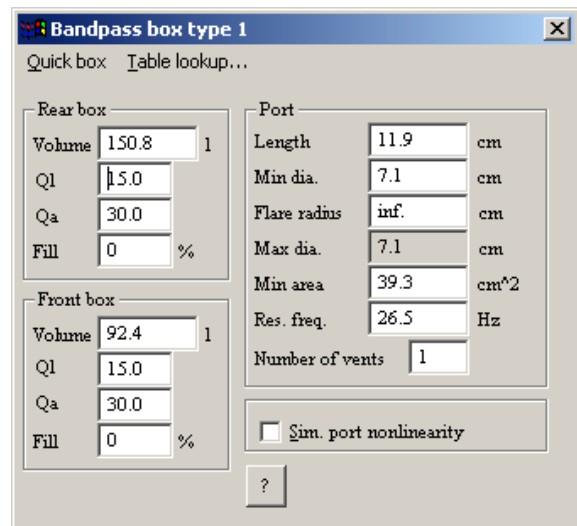 Bandpass box type 1
Quick box Table lookup...
Rear box
Volume 150.8 l
Ql 15.0
Qa 30.0
Fill 0 %
Front box
Volume 92.4 l
Ql 15.0
Qa 30.0
Fill 0 %
Port
Length 11.9 cm
Min dia. 7.1 cm
Flare radius inf. cm
Max dia. 7.1 cm
Min area 39.3 cm^2
Res. freq. 26.5 Hz
Number of vents 1
Sim. port nonlinearity
?